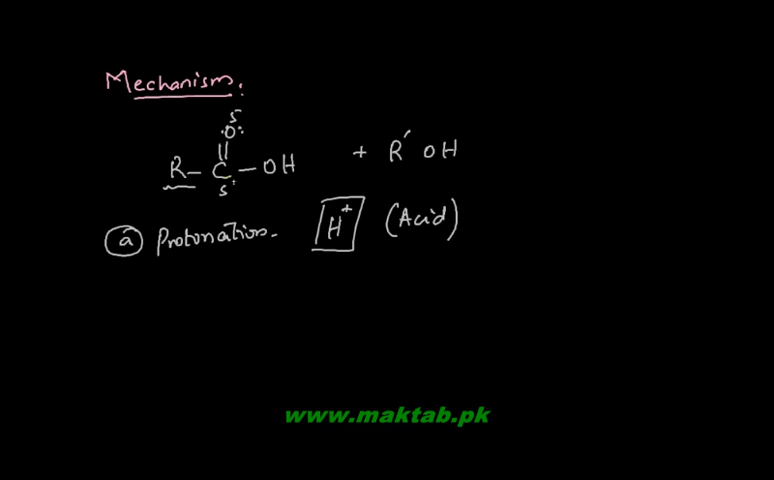 Mechanism:
δ-
:O:
||
R – C – OH + R' OH
δ+
(a) Protonation. H+ (Acid)
www.maktab.pk